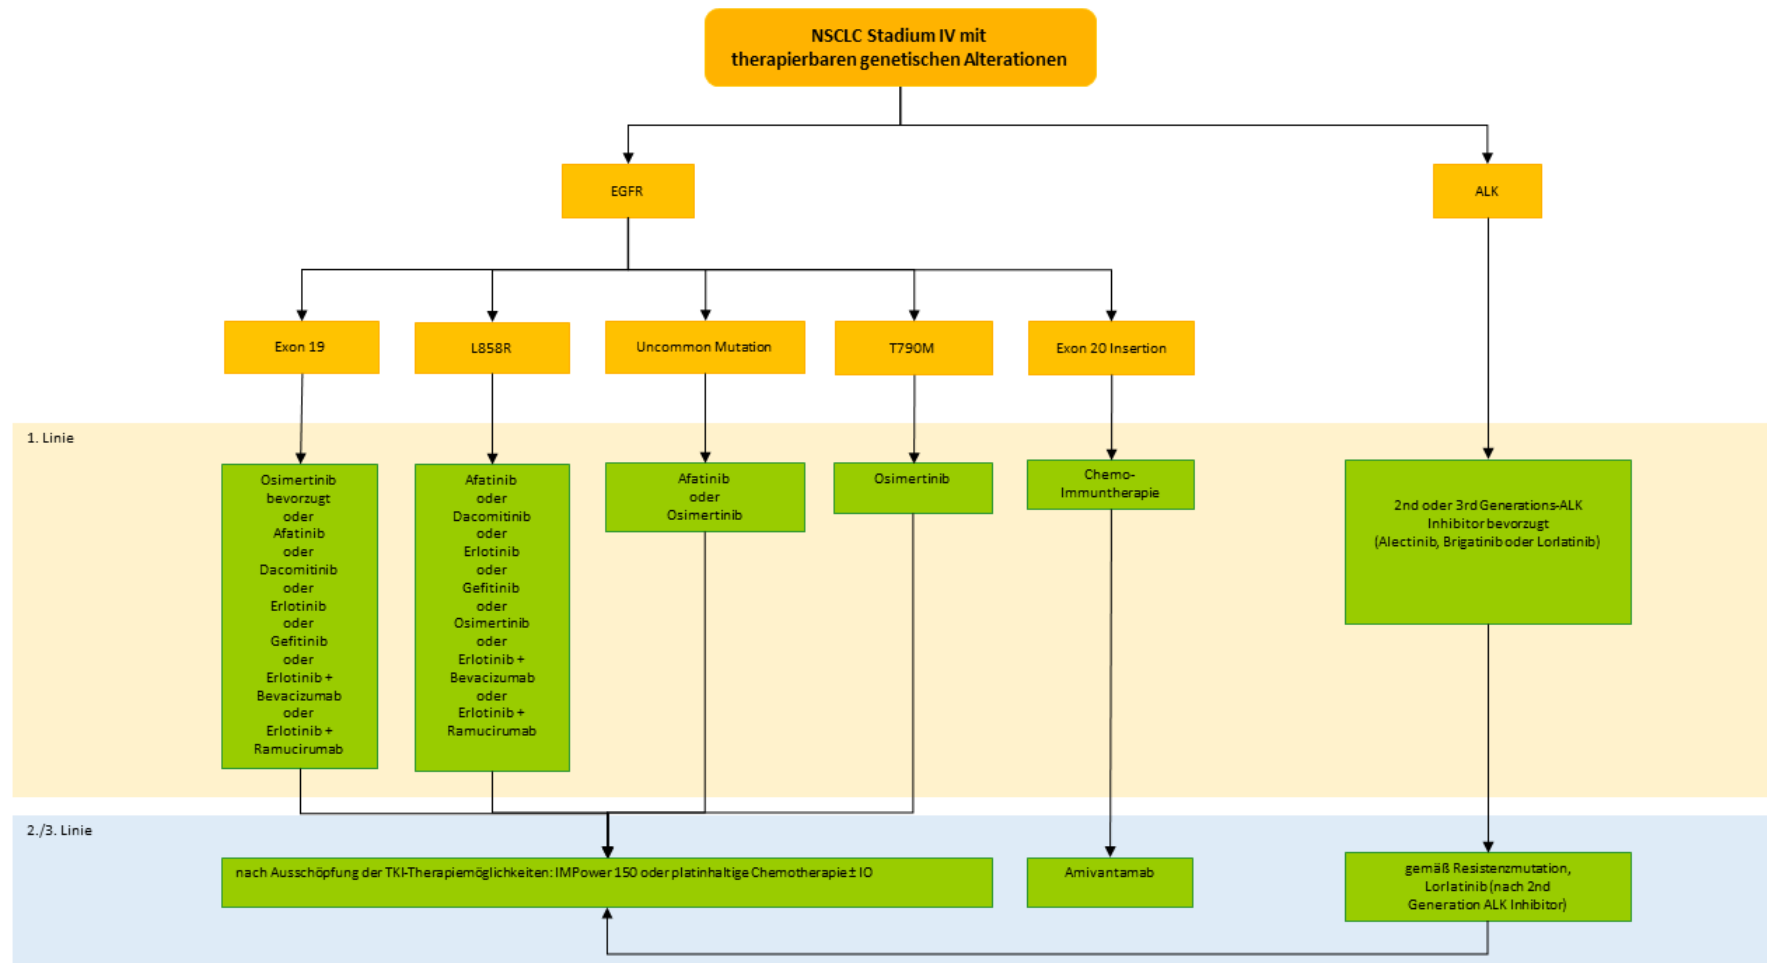 NSCLC Stadium IV mit
therapierbaren genetischen Alterationen
EGFR
ALK
Exon 19
L858R
Uncommon Mutation
T790M
Exon 20 Insertion
1. Linie
Osimertinib
bevorzugt
oder
Afatinib
oder
Dacomitinib
oder
Erlotinib
oder
Gefitinib
oder
Erlotinib +
Bevacizumab
oder
Erlotinib +
Ramucirumab
Afatinib
oder
Dacomitinib
oder
Erlotinib
oder
Gefitinib
oder
Osimertinib
oder
Erlotinib +
Bevacizumab
oder
Erlotinib +
Ramucirumab
Afatinib
oder
Osimertinib
Osimertinib
Chemo-
Immuntherapie
2nd oder 3rd Generations-ALK
Inhibitor bevorzugt
(Alectinib, Brigatinib oder Lorlatinib)
2./3. Linie
nach Ausschöpfung der TKI-Therapiemöglichkeiten: IMPower 150 oder platinhaltige Chemotherapie ± IO
Amivantamab
gemäß Resistenzmutation,
Lorlatinib (nach 2nd
Generation ALK Inhibitor)